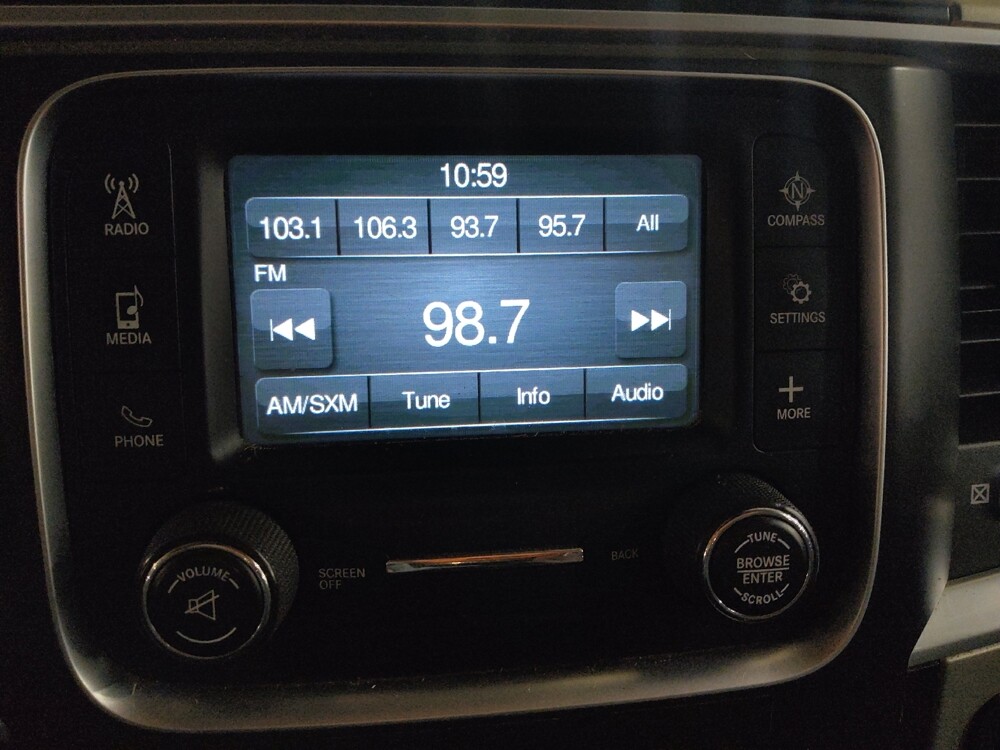 10:59
103.1 106.3 93.7 95.7 All
FM
98.7
AM/SXM Tune Info Audio
RADIO
MEDIA
PHONE
N
COMPASS
SETTINGS
MORE
VOLUME
SCREEN
OFF
BACK
TUNE
BROWSE
ENTER
SCROLL